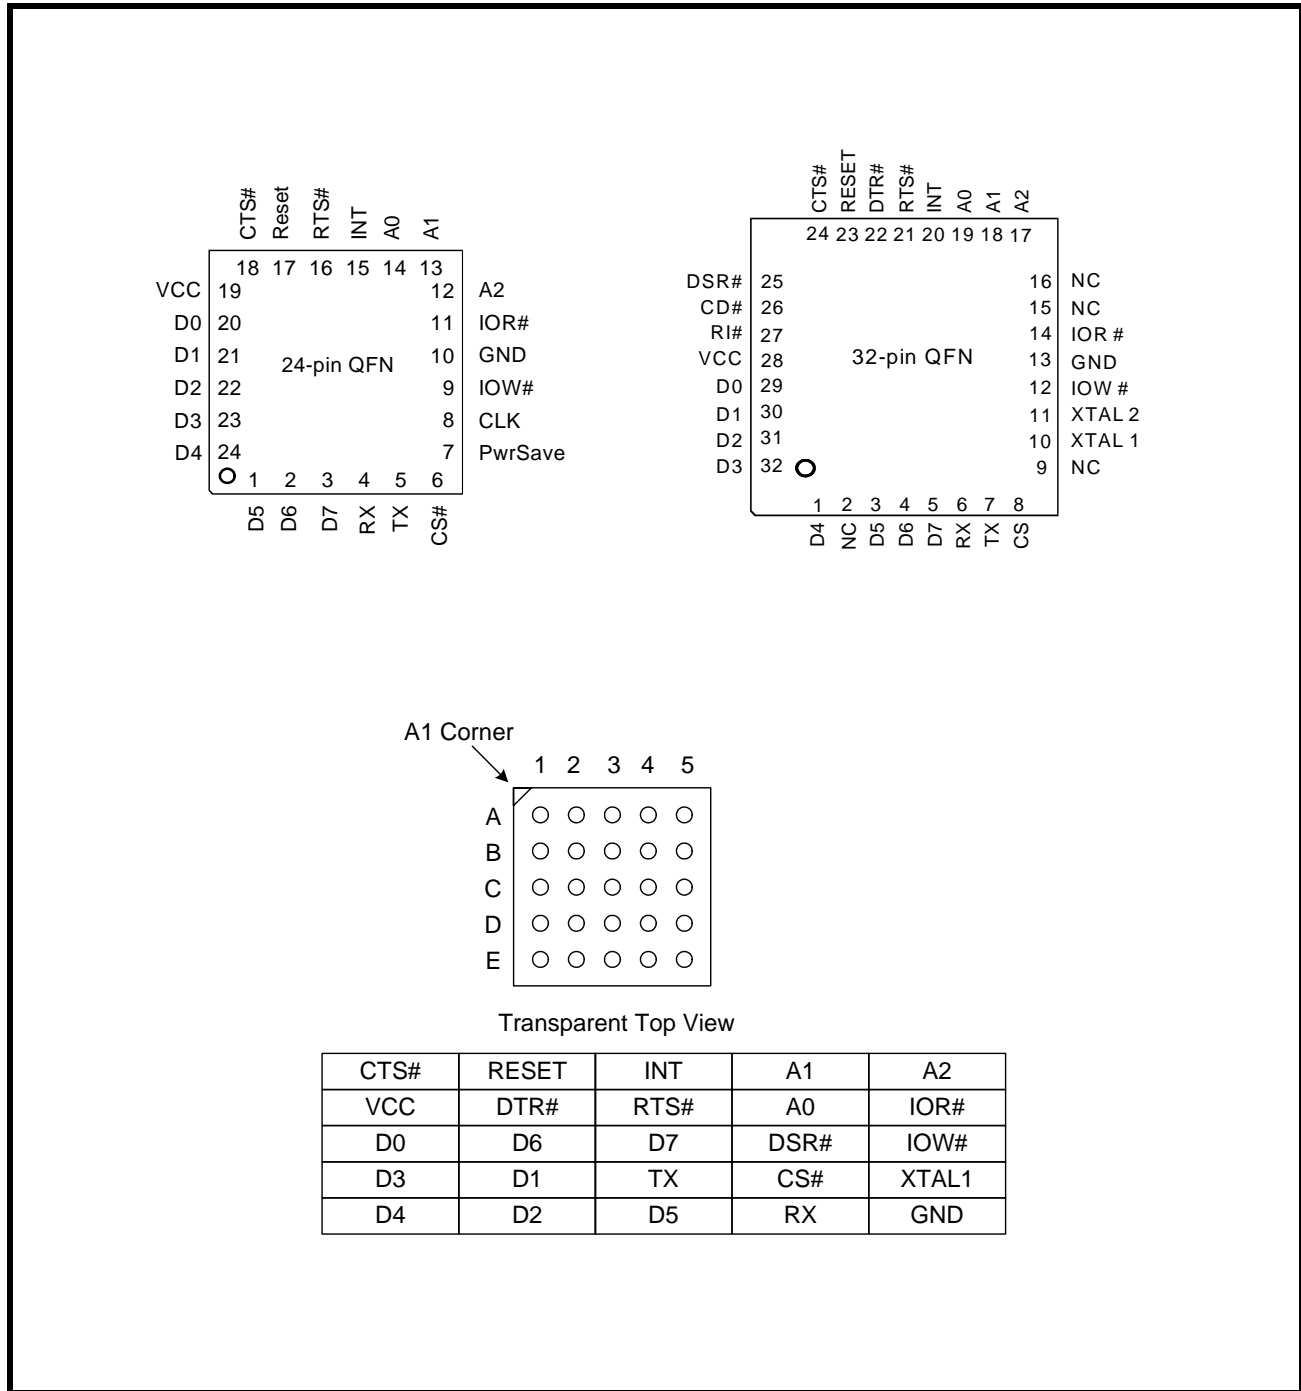 CTS# Reset RTS# INT A0 A1
18 17 16 15 14 13
VCC 19 12 A2
D0 20 11 IOR#
D1 21 10 GND
24-pin QFN
D2 22 9 IOW#
D3 23 8 CLK
D4 24 7 PwrSave
1 2 3 4 5 6
D5 D6 D7 RX TX CS#
CTS# RESET DTR# RTS# INT A0 A1 A2
24 23 22 21 20 19 18 17
DSR# 25 16 NC
CD# 26 15 NC
RI# 27 14 IOR #
VCC 28 32-pin QFN 13 GND
D0 29 12 IOW #
D1 30 11 XTAL 2
D2 31 10 XTAL 1
D3 32 9 NC
1 2 3 4 5 6 7 8
D4 NC D5 D6 D7 RX TX CS
A1 Corner
1 2 3 4 5
A
B
C
D
E
Transparent Top View
CTS# RESET INT A1 A2
VCC DTR# RTS# A0 IOR#
D0 D6 D7 DSR# IOW#
D3 D1 TX CS# XTAL1
D4 D2 D5 RX GND